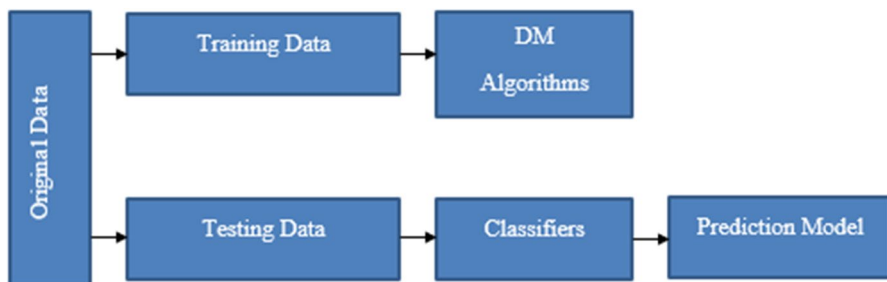 Original Data
Training Data
DM
Algorithms
Testing Data
Classifiers
Prediction Model